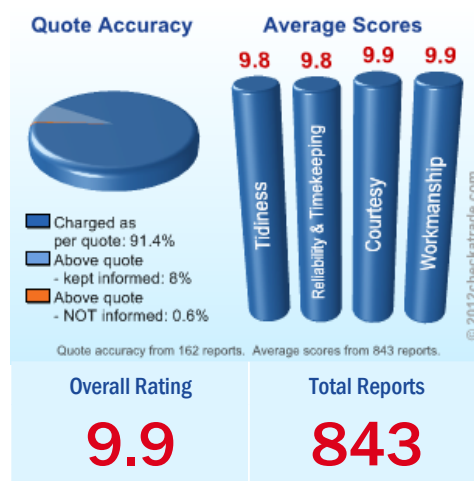 Quote Accuracy
Average Scores
9.8
9.8
9.9
9.9
Tidiness
Reliability & Timekeeping
Courtesy
Workmanship
Charged as
per quote: 91.4%
Above quote
- kept informed: 8%
Above quote
- NOT informed: 0.6%
© 2012checkatrade.com
Quote accuracy from 162 reports. Average scores from 843 reports.
Overall Rating
Total Reports
9.9
843